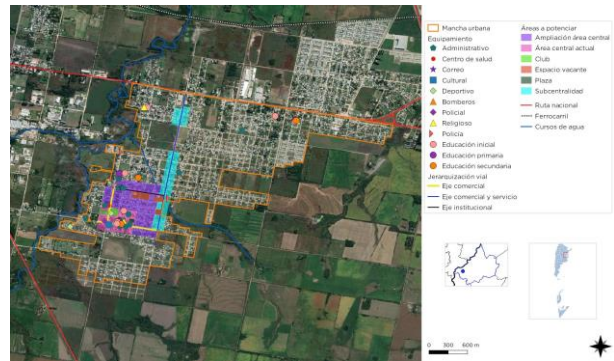 Mancha urbana
Equipamiento
Administrativo
Centro de salud
Correo
Cultural
Deportivo
Bomberos
Policial
Religioso
Policía
Educación inicial
Educación primaria
Educación secundaria
Jerarquización vial
Eje comercial
Eje comercial y servicio
Eje institucional
Áreas a potenciar
Ampliación área central
Área central actual
Club
Espacio vacante
Plaza
Subcentralidad
Ruta nacional
Ferrocarril
Cursos de agua
0 300 600 m